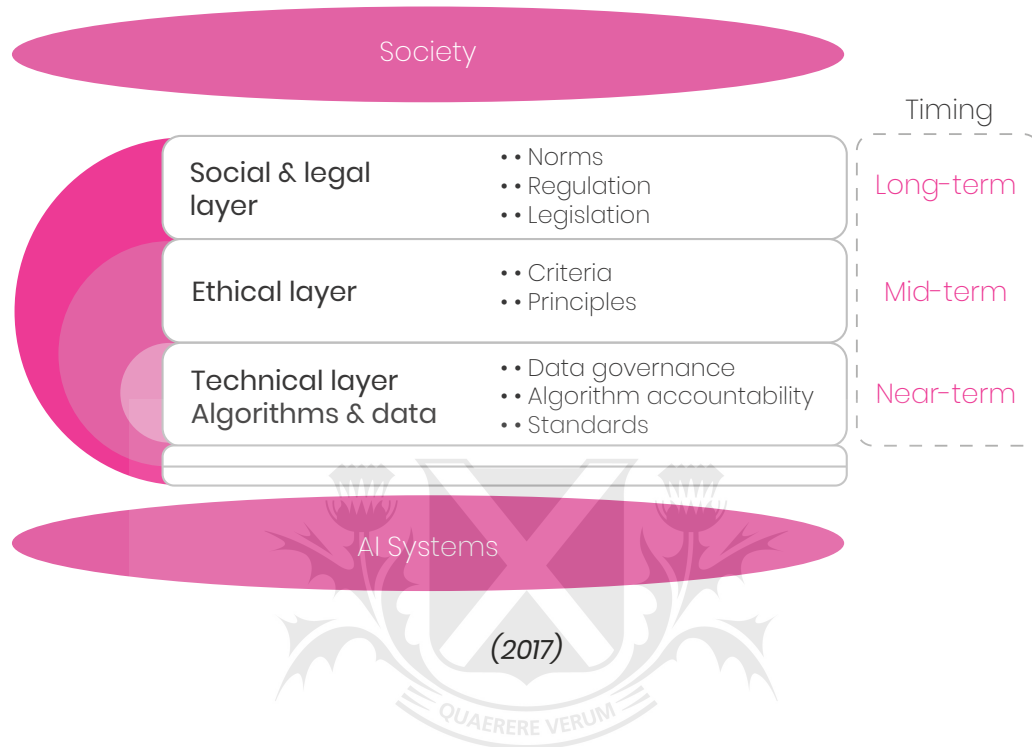 Society
Timing
Social & legal
layer
•• Norms
•• Regulation
•• Legislation
Long-term
Ethical layer
•• Criteria
•• Principles
Mid-term
Technical layer
Algorithms & data
•• Data governance
•• Algorithm accountability
•• Standards
Near-term
AI Systems
(2017)
QUAERERE VERUM